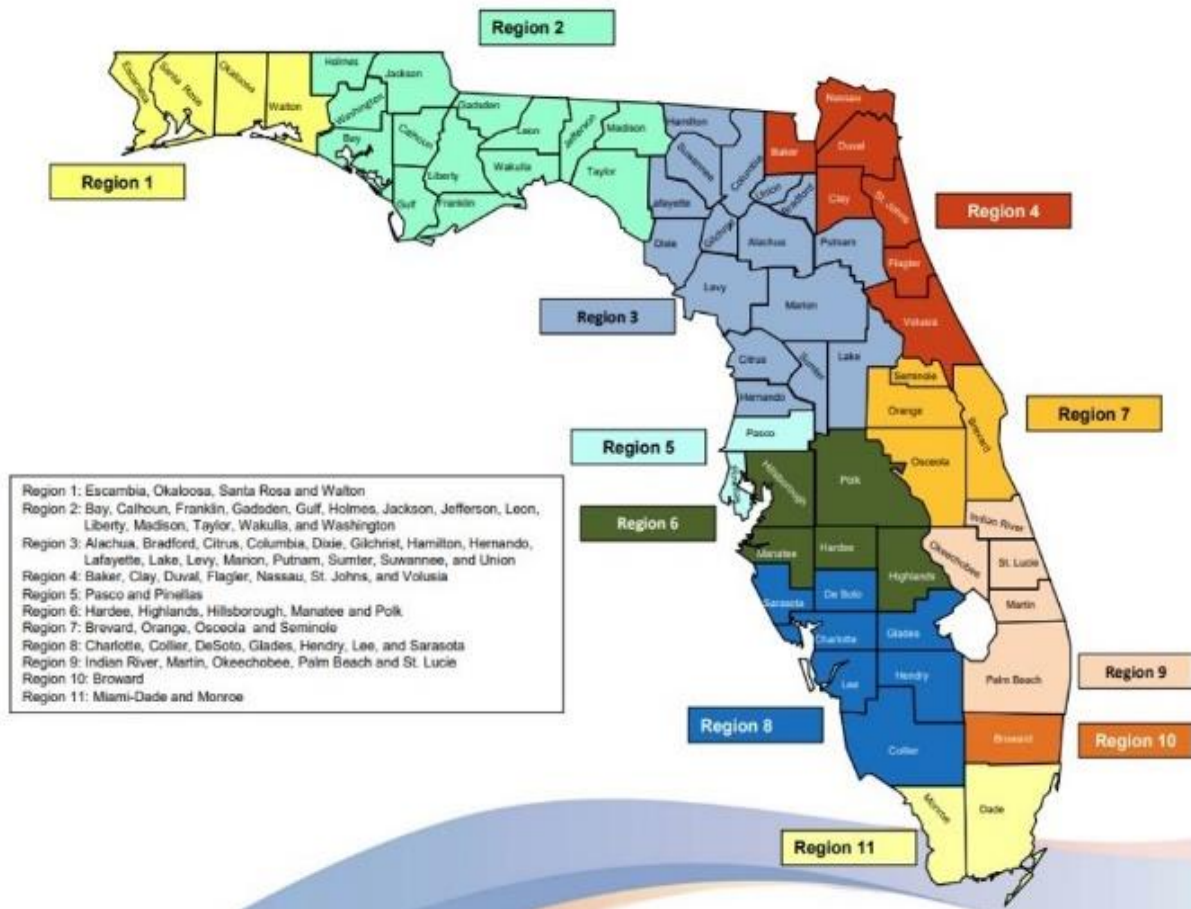 Region 2
Holmes
Jackson
Escambia
Santa Rosa
Okaloosa
Walton
Washington
Gadsden
Leon
Jefferson
Madison
Hamilton
Nassau
Baker
Duval
Bay
Calhoun
Liberty
Wakulla
Taylor
Suwannee
Columbia
Union
Bradford
Region 1
Gulf
Franklin
Lafayette
Clay
St. Johns
Region 4
Dixie
Gilchrist
Alachua
Putnam
Flagler
Levy
Marion
Region 3
Volusia
Citrus
Sumter
Lake
Seminole
Hernando
Orange
Region 7
Pasco
Brevard
Region 5
Osceola
Hillsborough
Polk
Region 6
Indian River
Manatee
Hardee
Okeechobee
St. Lucie
Highlands
Sarasota
De Soto
Martin
Charlotte
Glades
Lee
Hendry
Palm Beach
Region 9
Region 8
Collier
Broward
Region 10
Monroe
Dade
Region 11
Region 1: Escambia, Okaloosa, Santa Rosa and Walton
Region 2: Bay, Calhoun, Franklin, Gadsden, Gulf, Holmes, Jackson, Jefferson, Leon,
Liberty, Madison, Taylor, Wakulla, and Washington
Region 3: Alachua, Bradford, Citrus, Columbia, Dixie, Gilchrist, Hamilton, Hernando,
Lafayette, Lake, Levy, Marion, Putnam, Sumter, Suwannee, and Union
Region 4: Baker, Clay, Duval, Flagler, Nassau, St. Johns, and Volusia
Region 5: Pasco and Pinellas
Region 6: Hardee, Highlands, Hillsborough, Manatee and Polk
Region 7: Brevard, Orange, Osceola and Seminole
Region 8: Charlotte, Collier, DeSoto, Glades, Hendry, Lee, and Sarasota
Region 9: Indian River, Martin, Okeechobee, Palm Beach and St. Lucie
Region 10: Broward
Region 11: Miami-Dade and Monroe